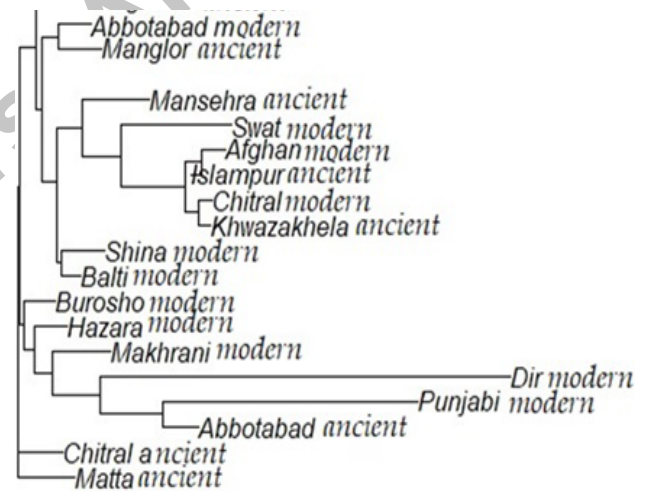 Abbotabad modern
Manglor ancient
Mansehra ancient
Swat modern
Afghan modern
Islampur ancient
Chitral modern
Khwazakhela ancient
Shina modern
Balti modern
Burosho modern
Hazara modern
Makhrani modern
Dir modern
Punjabi modern
Abbotabad ancient
Chitral ancient
Matta ancient